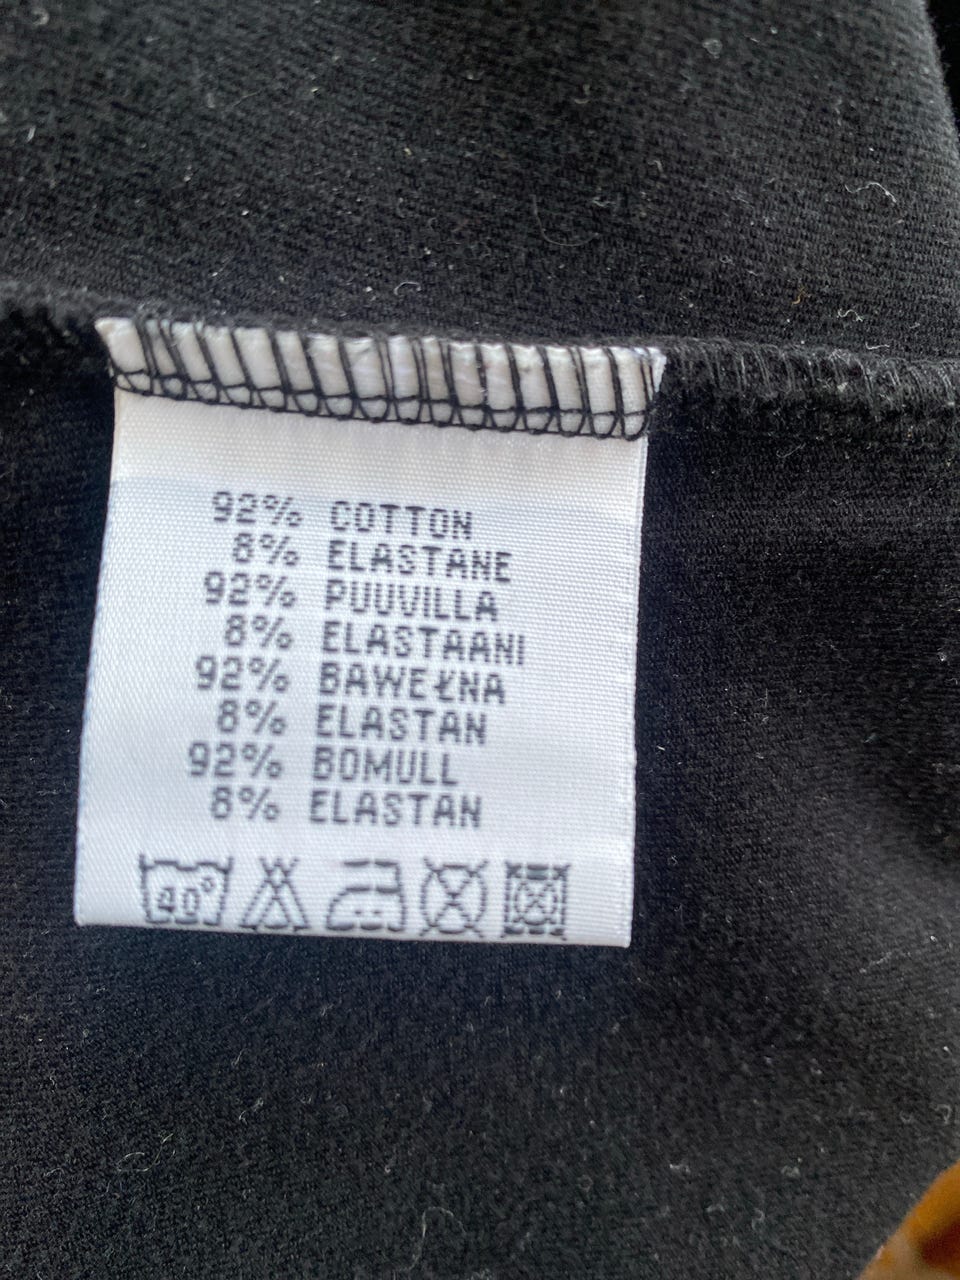 92% COTTON
8% ELASTANE
92% PUUVILLA
8% ELASTAANI
92% BAWEŁNA
8% ELASTAN
92% BOMULL
8% ELASTAN
40°